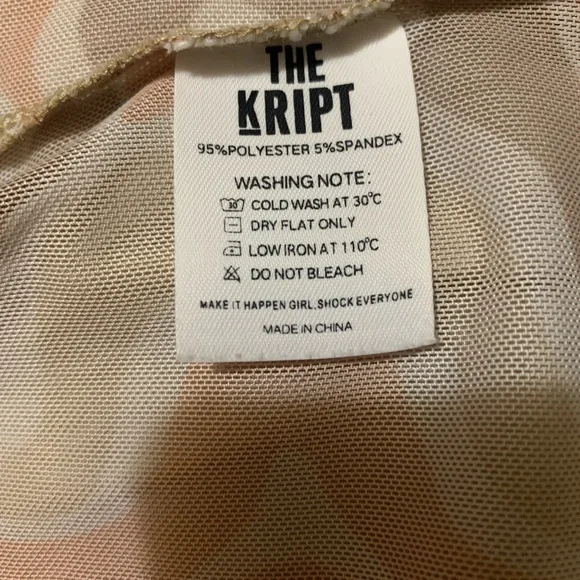 THE
KRIPT
95%POLYESTER 5%SPANDEX
WASHING NOTE:
30 COLD WASH AT 30°C
DRY FLAT ONLY
LOW IRON AT 110°C
DO NOT BLEACH
MAKE IT HAPPEN GIRL.SHOCK EVERYONE
MADE IN CHINA